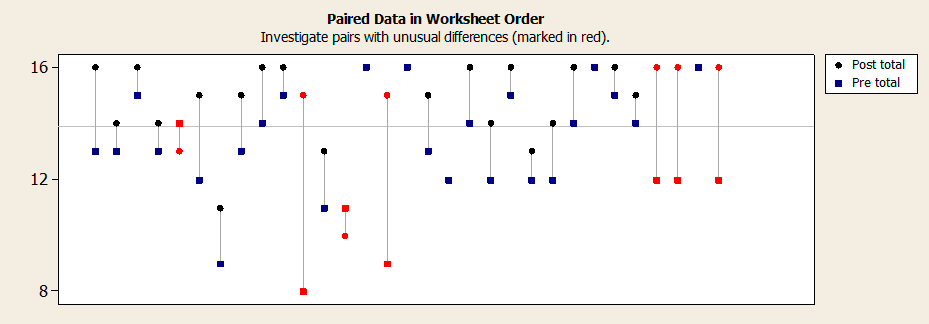 Paired Data in Worksheet Order
Investigate pairs with unusual differences (marked in red).
16
12
8
Post total
Pre total